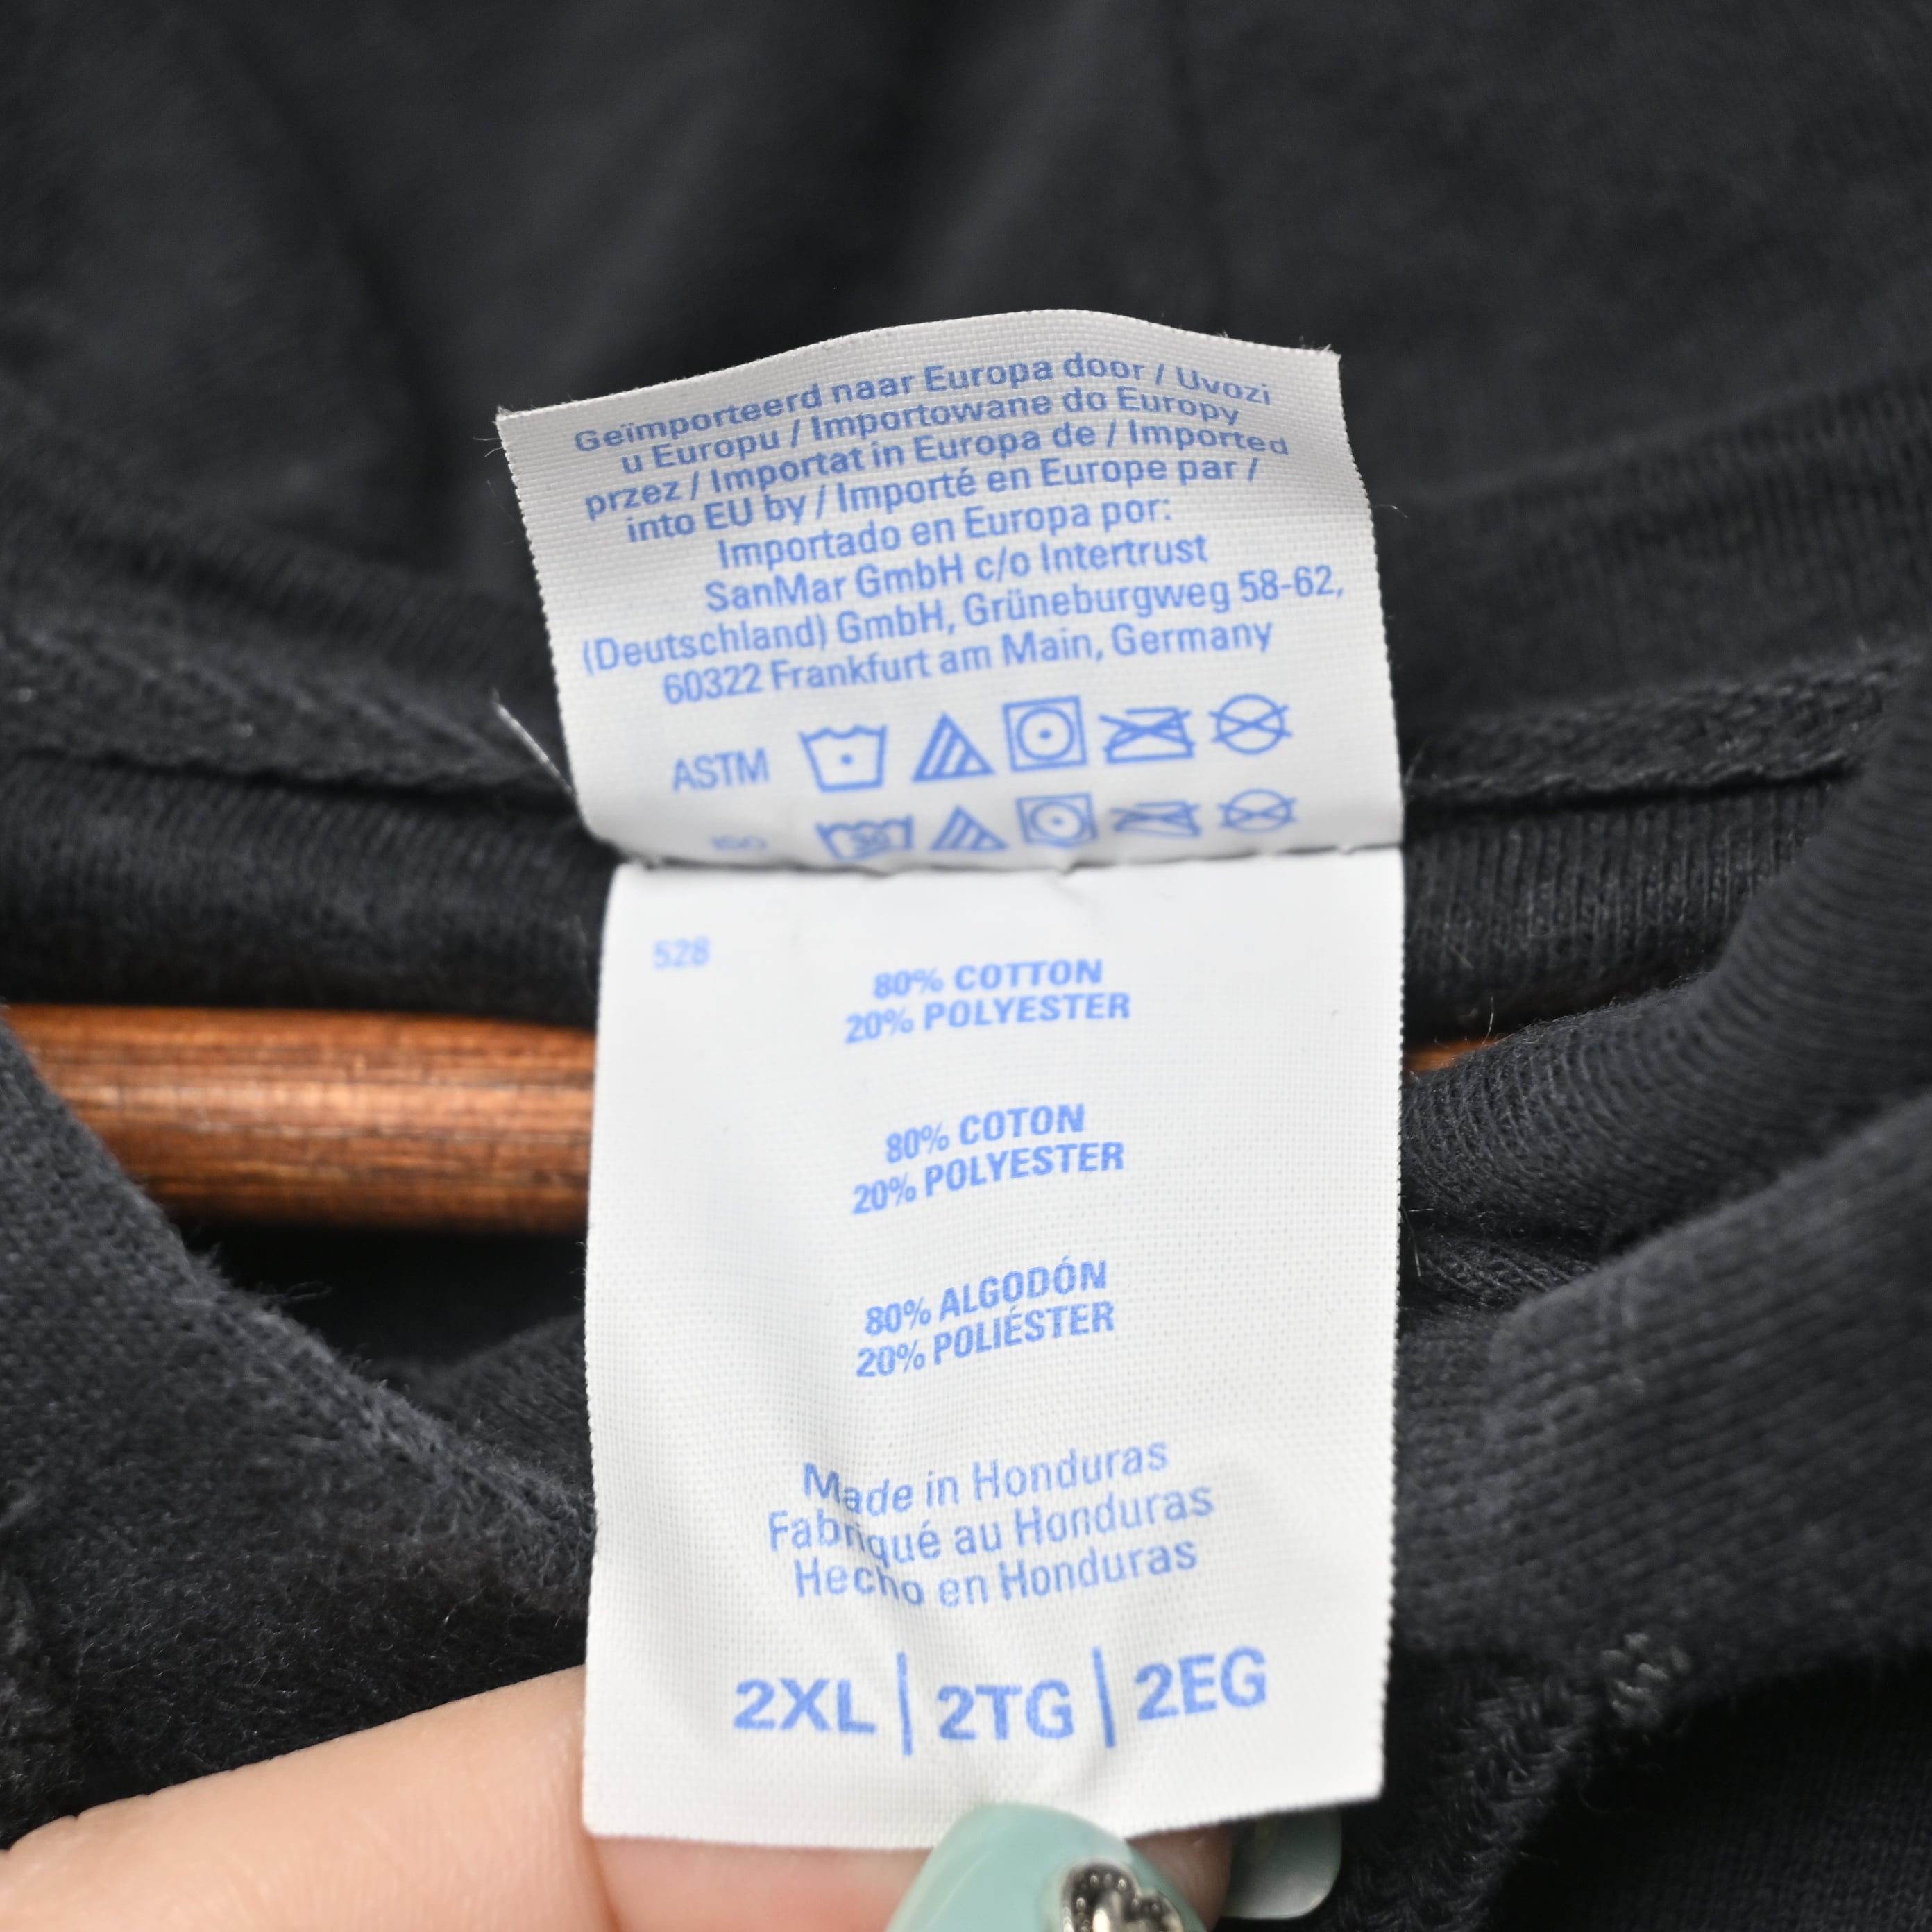 Geïmporteerd naar Europa door / Uvozi
u Europu / Importowane do Europy
przez / Importat in Europa de / Imported
into EU by / Importé en Europe par /
Importado en Europa por:
SanMar GmbH c/o Intertrust
(Deutschland) GmbH, Grüneburgweg 58-62,
60322 Frankfurt am Main, Germany
ASTM
ISO 30
528
80% COTTON
20% POLYESTER
80% COTON
20% POLYESTER
80% ALGODÓN
20% POLIÉSTER
Made in Honduras
Fabriqué au Honduras
Hecho en Honduras
2XL | 2TG | 2EG